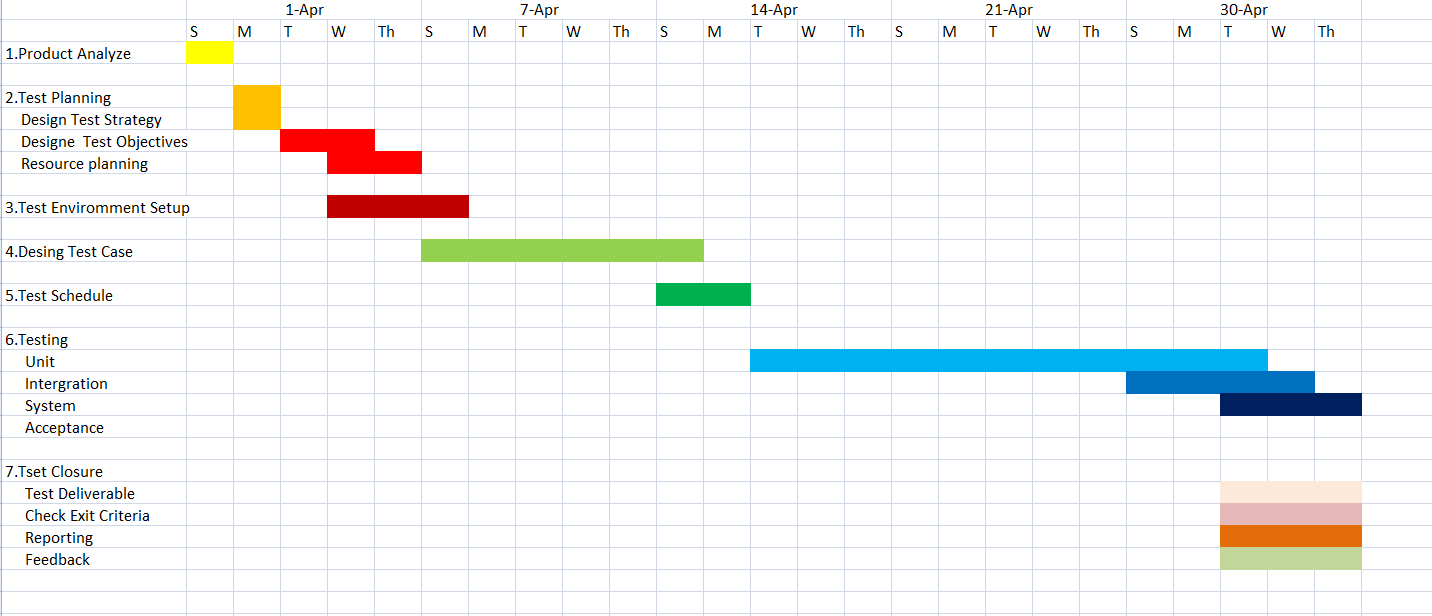 1-Apr 7-Apr 14-Apr 21-Apr 30-Apr
S M T W Th S M T W Th S M T W Th S M T W Th S M T W Th
1.Product Analyze
2.Test Planning
Design Test Strategy
Designe  Test Objectives
Resource planning
3.Test Enviromment Setup
4.Desing Test Case
5.Test Schedule
6.Testing
Unit
Intergration
System
Acceptance
7.Tset Closure
Test Deliverable
Check Exit Criteria
Reporting
Feedback